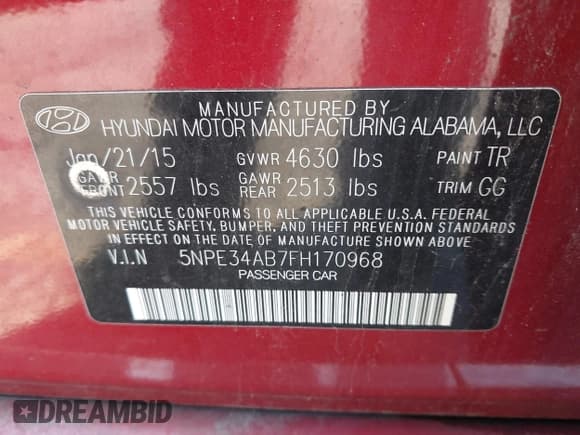 MANUFACTURED BY
HYUNDAI MOTOR MANUFACTURING ALABAMA, LLC
Jan/21/15 GVWR 4630 lbs PAINT TR
GAWR FRONT 2557 lbs GAWR REAR 2513 lbs TRIM GG
THIS VEHICLE CONFORMS TO ALL APPLICABLE U.S.A. FEDERAL
MOTOR VEHICLE SAFETY, BUMPER, AND THEFT PREVENTION STANDARDS
IN EFFECT ON THE DATE OF MANUFACTURE SHOWN ABOVE.
V.I.N 5NPE34AB7FH170968
PASSENGER CAR
DREAMBID